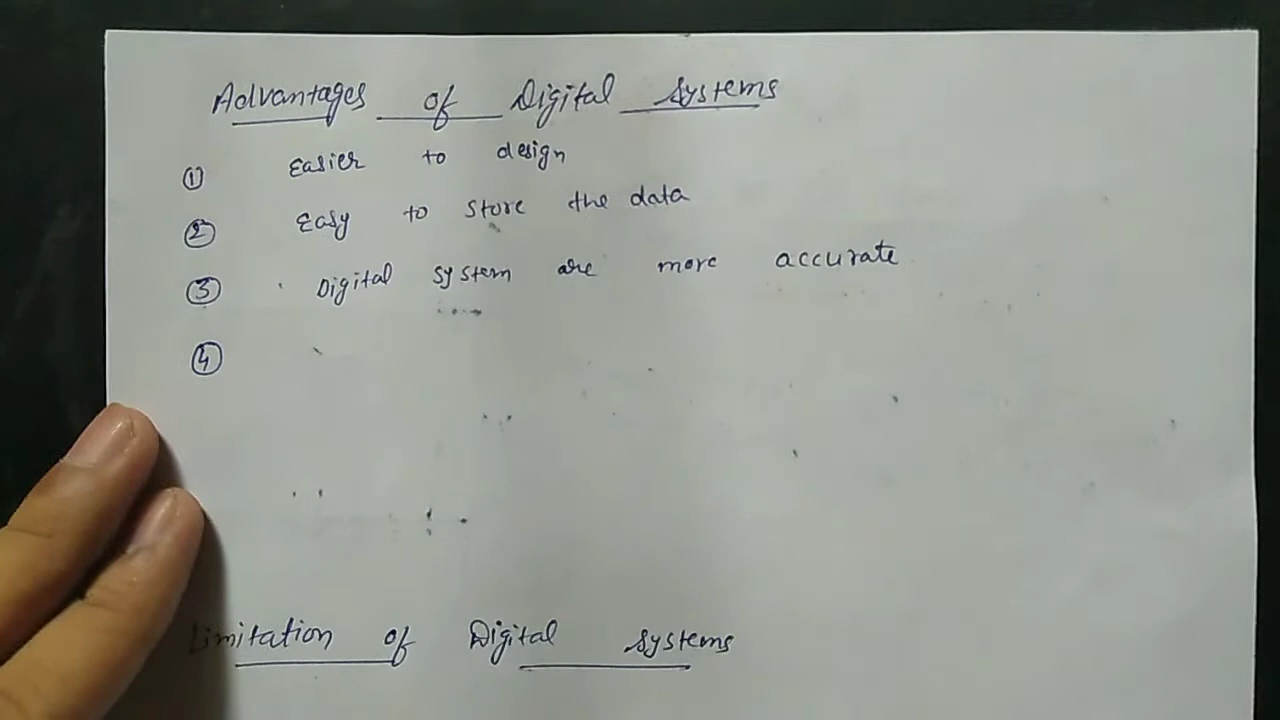 Advantages of Digital Systems
① Easier to design
② Easy to store the data
③ Digital system are more accurate
④
Limitation of Digital systems